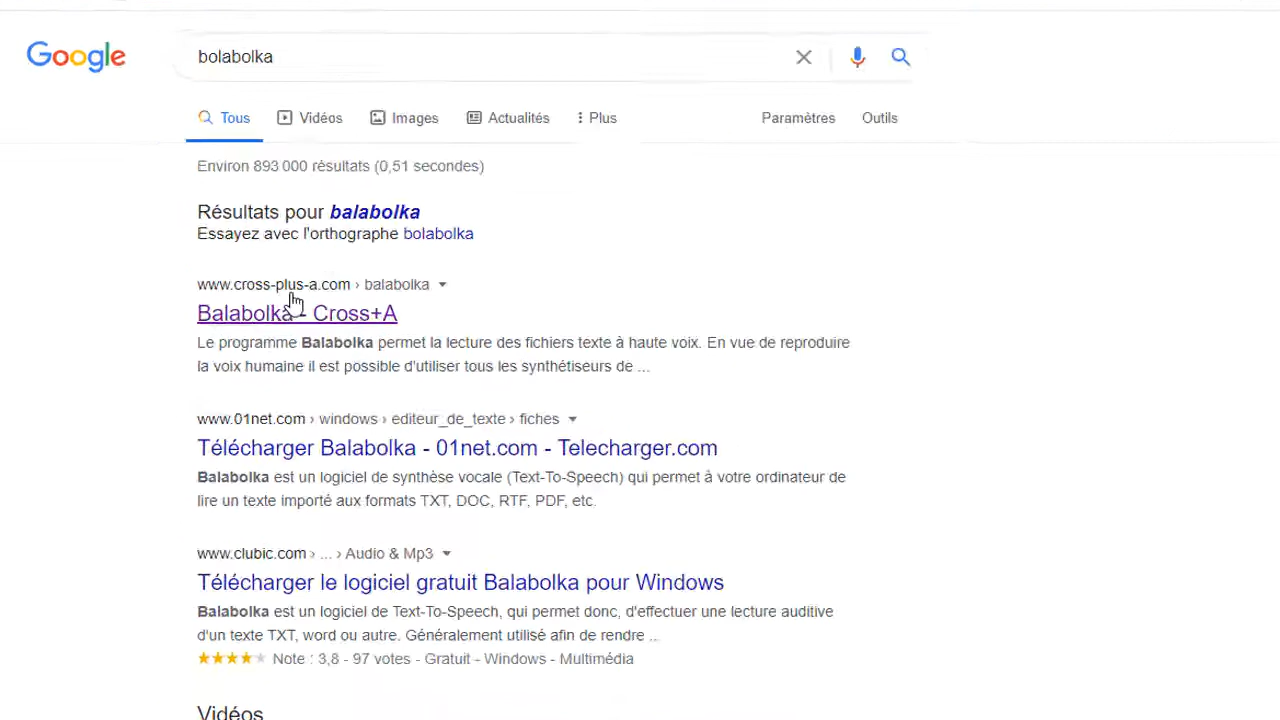 Google
bolabolka
Tous Vidéos Images Actualités Plus Paramètres Outils
Environ 893 000 résultats (0,51 secondes)
Résultats pour balabolka
Essayez avec l'orthographe bolabolka
www.cross-plus-a.com › balabolka
Balabolka - Cross+A
Le programme Balabolka permet la lecture des fichiers texte à haute voix. En vue de reproduire
la voix humaine il est possible d'utiliser tous les synthétiseurs de ...
www.01net.com › windows › editeur_de_texte › fiches
Télécharger Balabolka - 01net.com - Telecharger.com
Balabolka est un logiciel de synthèse vocale (Text-To-Speech) qui permet à votre ordinateur de
lire un texte importé aux formats TXT, DOC, RTF, PDF, etc.
www.clubic.com › ... › Audio & Mp3
Télécharger le logiciel gratuit Balabolka pour Windows
Balabolka est un logiciel de Text-To-Speech, qui permet donc, d'effectuer une lecture auditive
d'un texte TXT, word ou autre. Généralement utilisé afin de rendre ...
Note : 3,8 - 97 votes - Gratuit - Windows - Multimédia
Vidéos